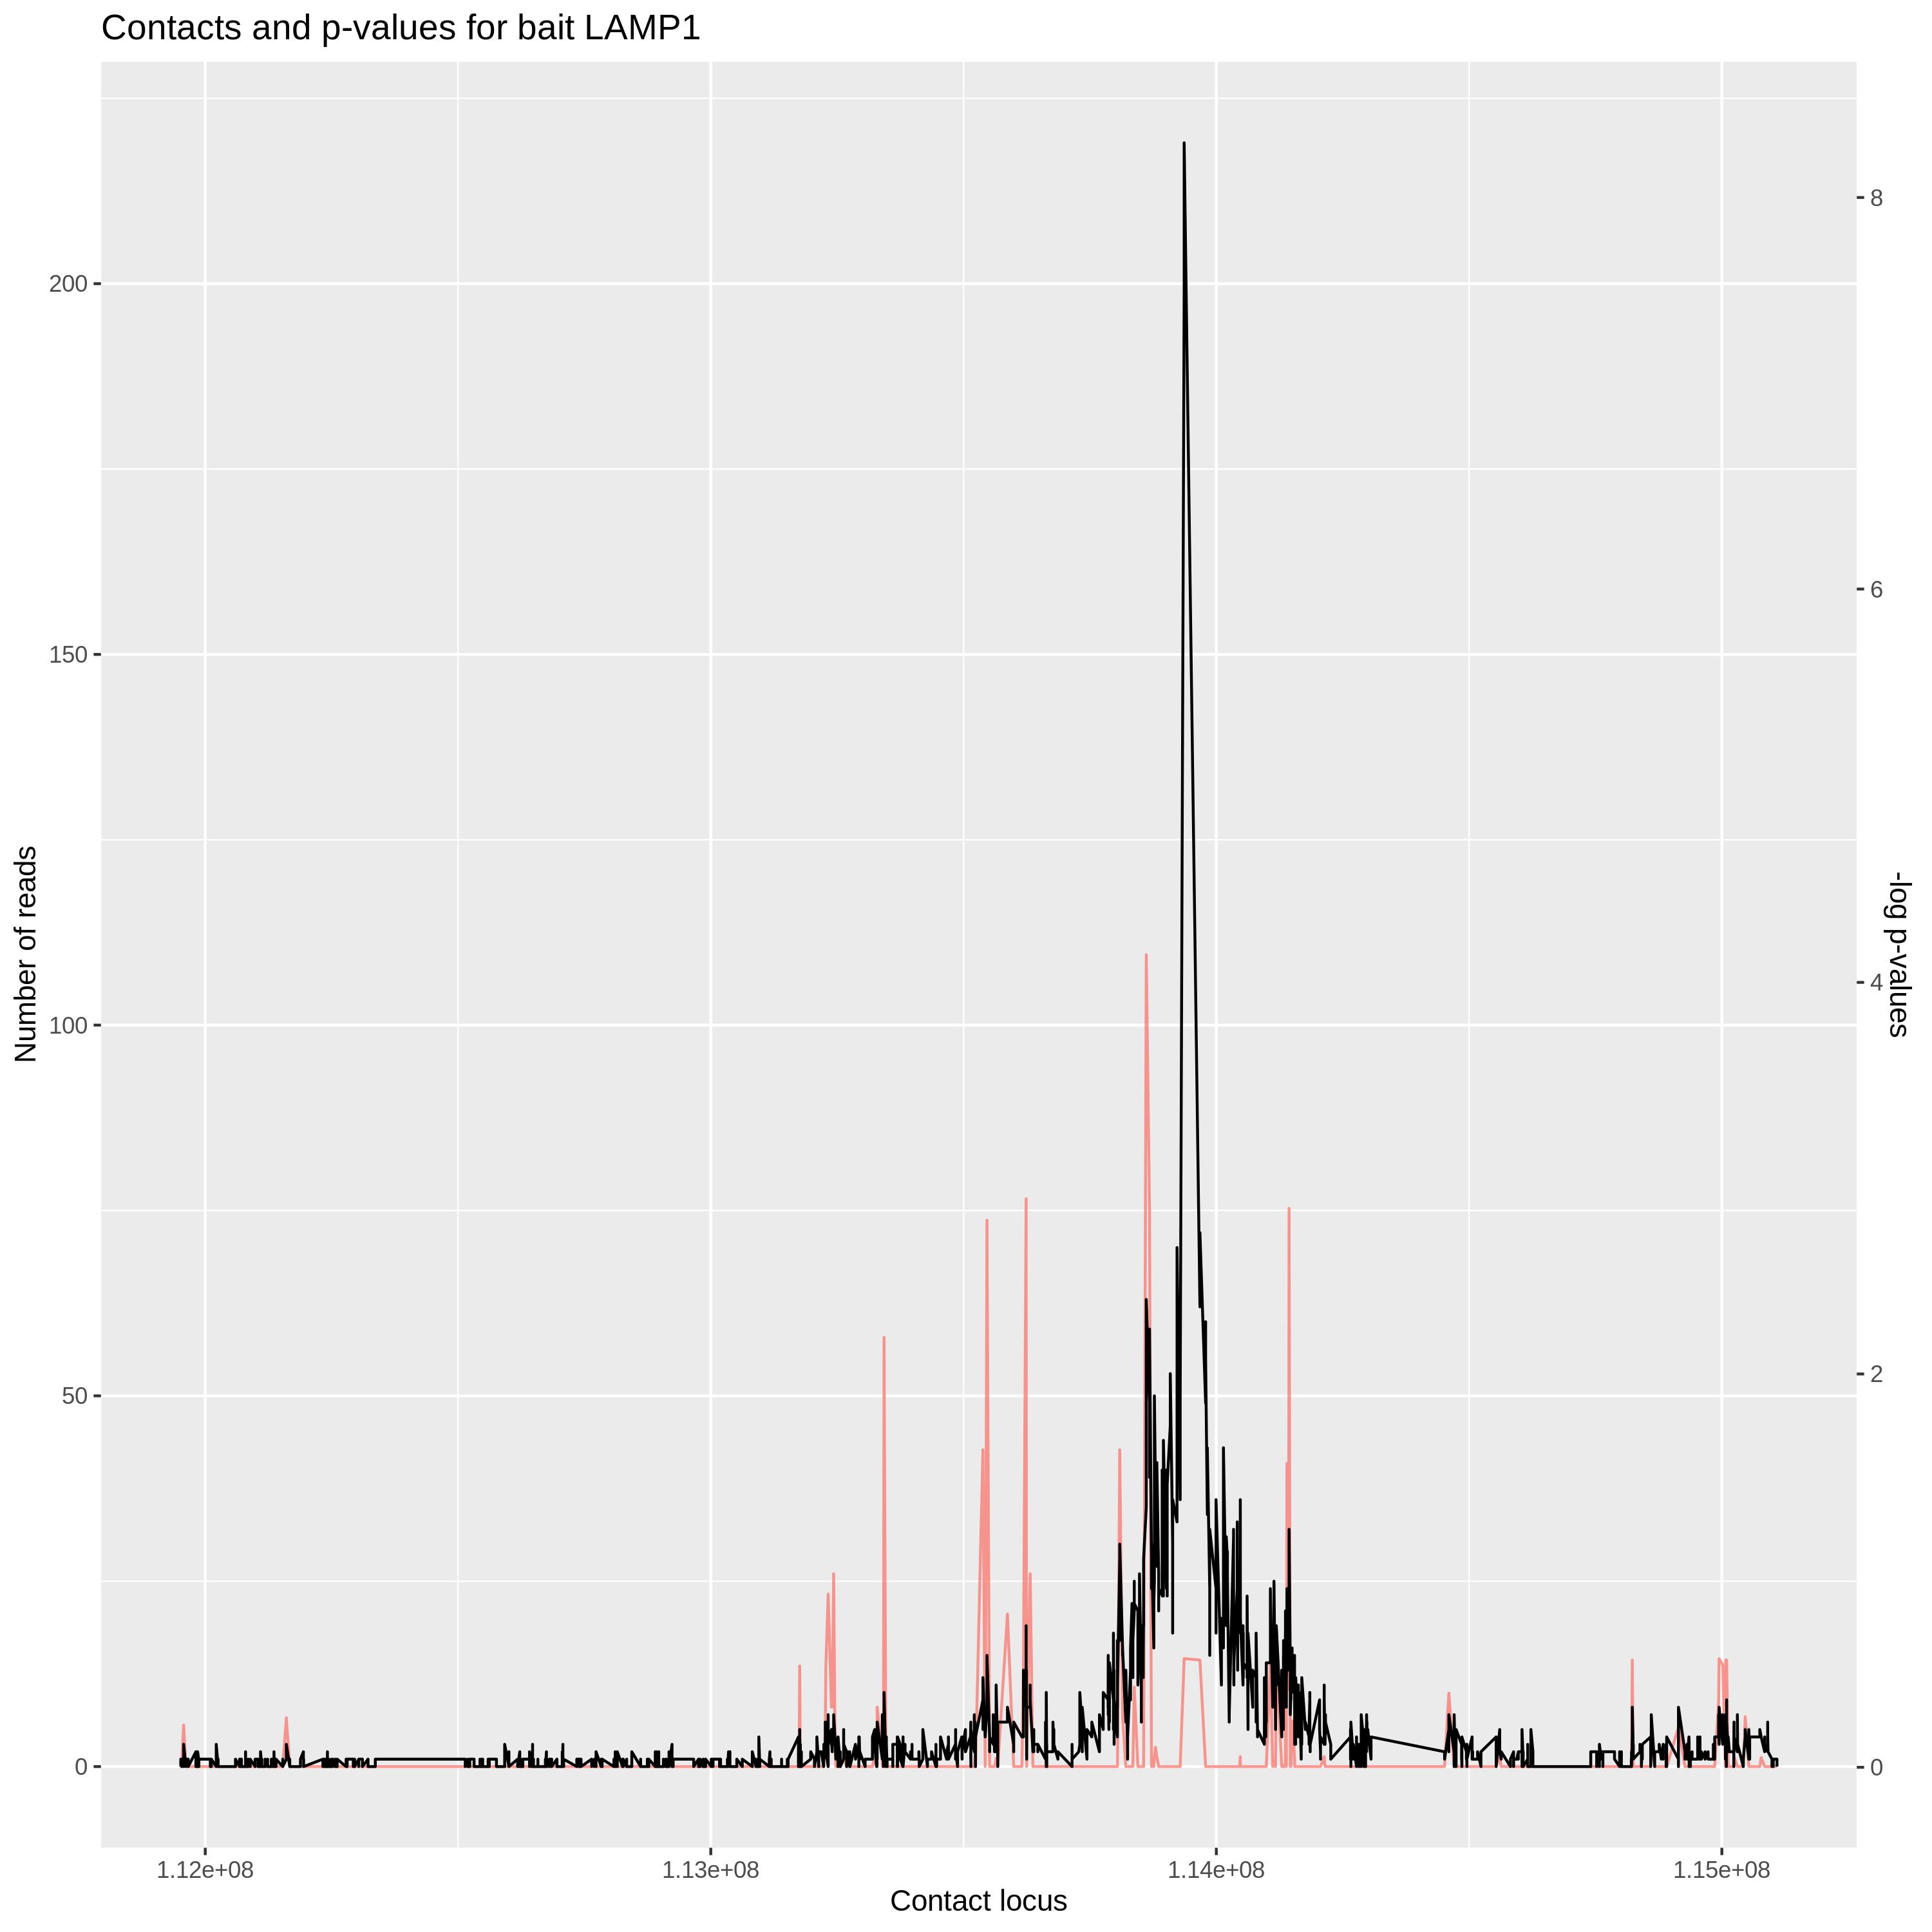 Contacts and p-values for bait LAMP1
200
150
100
50
0
Number of reads
8
6
4
2
0
-log p-values
1.12e+08
1.13e+08
1.14e+08
1.15e+08
Contact locus